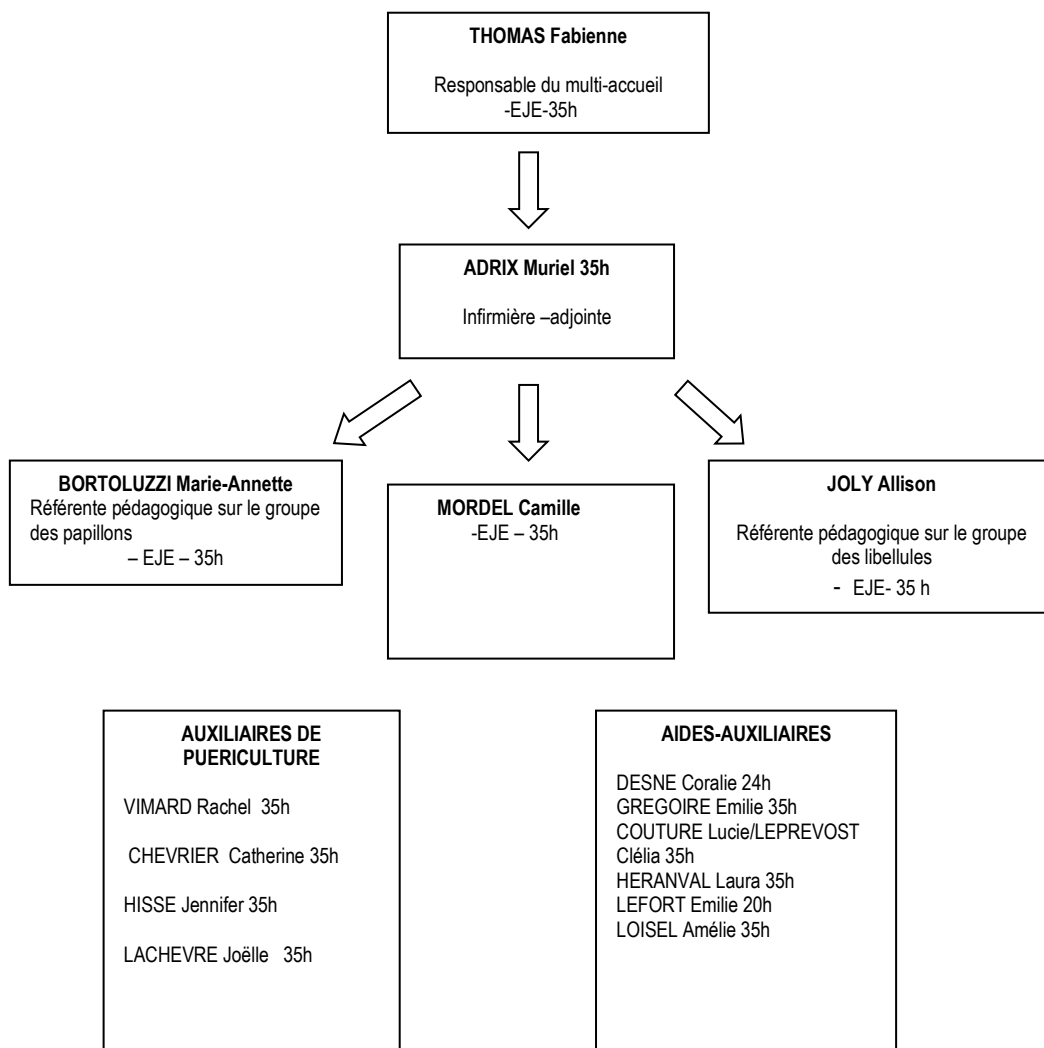 THOMAS Fabienne
Responsable du multi-accueil
-EJE-35h
ADRIX Muriel 35h
Infirmière –adjointe
BORTOLUZZI Marie-Annette
Référente pédagogique sur le groupe
des papillons
– EJE – 35h
MORDEL Camille
-EJE – 35h
JOLY Allison
Référente pédagogique sur le groupe
des libellules
- EJE- 35 h
AUXILIAIRES DE
PUERICULTURE
VIMARD Rachel 35h
CHEVRIER Catherine 35h
HISSE Jennifer 35h
LACHEVRE Joëlle 35h
AIDES-AUXILIAIRES
DESNE Coralie 24h
GREGOIRE Emilie 35h
COUTURE Lucie/LEPREVOST
Clélia 35h
HERANVAL Laura 35h
LEFORT Emilie 20h
LOISEL Amélie 35h